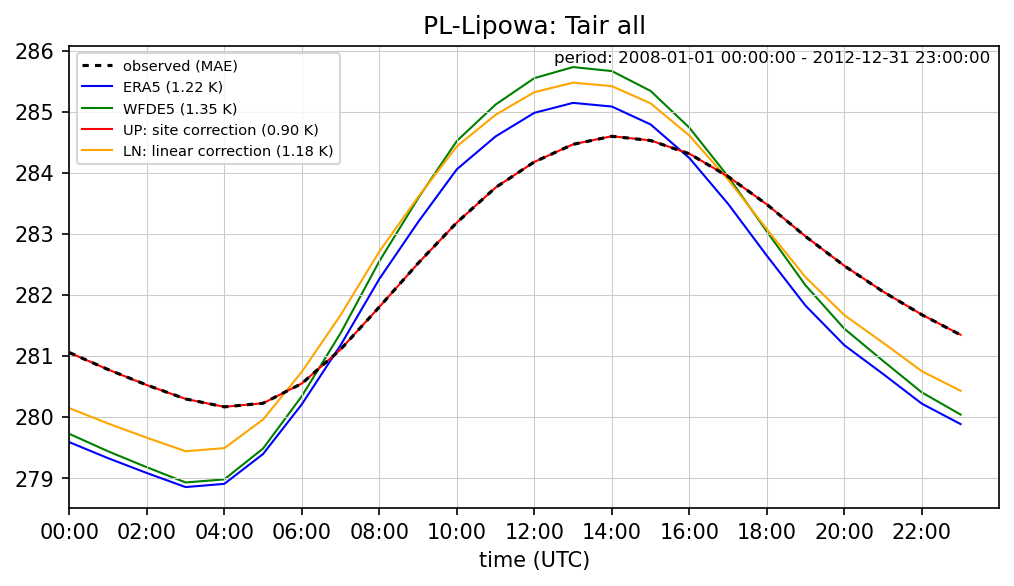 PL-Lipowa: Tair all
period: 2008-01-01 00:00:00 - 2012-12-31 23:00:00
observed (MAE)
ERA5 (1.22 K)
WFDE5 (1.35 K)
UP: site correction (0.90 K)
LN: linear correction (1.18 K)
286
285
284
283
282
281
280
279
00:00 02:00 04:00 06:00 08:00 10:00 12:00 14:00 16:00 18:00 20:00 22:00
time (UTC)